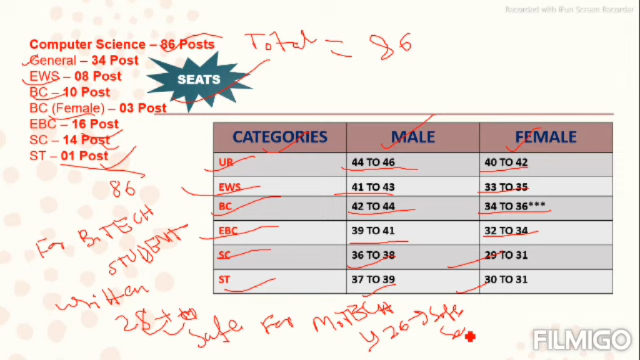 Recorded with iFun Screen Recorder
Computer Science – 86 Posts
Total = 86
General – 34 Post
EWS – 08 Post
SEATS
BC – 10 Post
BC (Female) – 03 Post
EBC – 16 Post
SC – 14 Post
ST – 01 Post
86
CATEGORIES MALE FEMALE
UR 44 TO 46 40 TO 42
EWS 41 TO 43 33 TO 35
BC 42 TO 44 34 TO 36***
EBC 39 TO 41 32 TO 34
SC 36 TO 38 29 TO 31
ST 37 TO 39 30 TO 31
For B.TECH
STUDENT
written
28++ safe For M.TECH
26 → safe
FILMIGO